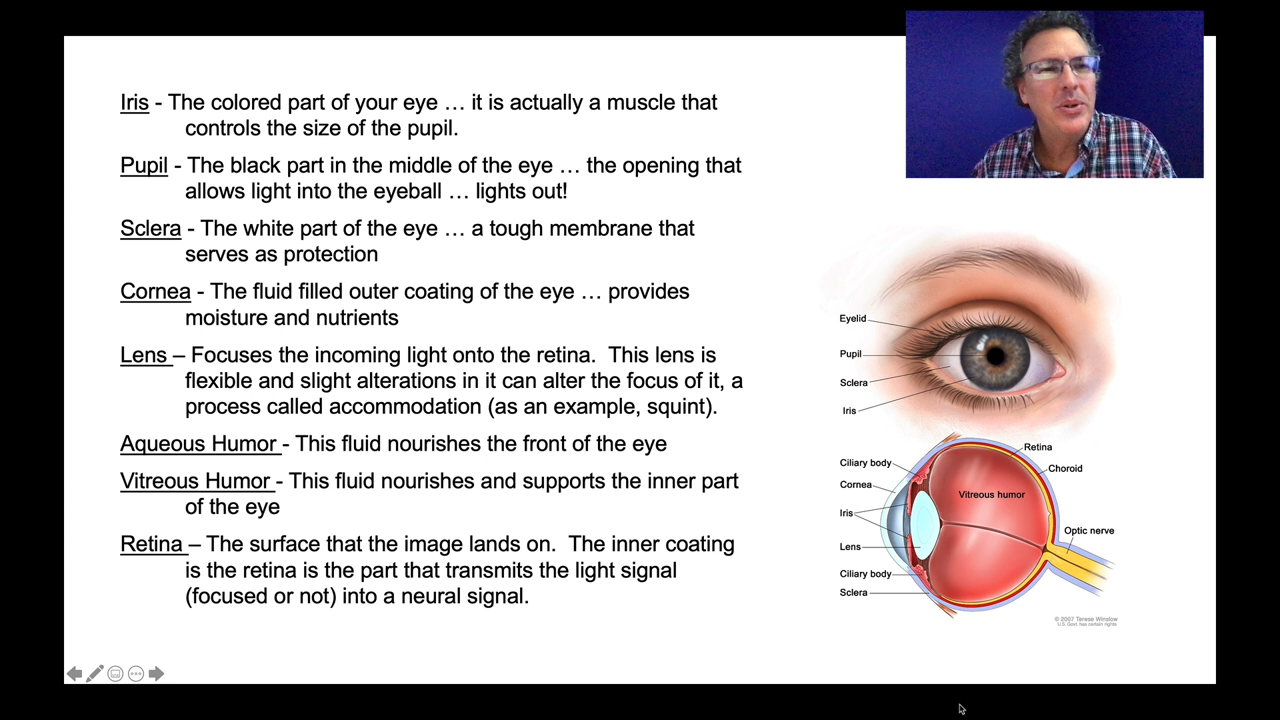 Iris - The colored part of your eye … it is actually a muscle that
controls the size of the pupil.
Pupil - The black part in the middle of the eye … the opening that
allows light into the eyeball … lights out!
Sclera - The white part of the eye … a tough membrane that
serves as protection
Cornea - The fluid filled outer coating of the eye … provides
moisture and nutrients
Lens – Focuses the incoming light onto the retina. This lens is
flexible and slight alterations in it can alter the focus of it, a
process called accommodation (as an example, squint).
Aqueous Humor - This fluid nourishes the front of the eye
Vitreous Humor - This fluid nourishes and supports the inner part
of the eye
Retina – The surface that the image lands on. The inner coating
is the retina is the part that transmits the light signal
(focused or not) into a neural signal.
Eyelid
Pupil
Sclera
Iris
Retina
Choroid
Ciliary body
Cornea
Vitreous humor
Iris
Optic nerve
Lens
Ciliary body
Sclera
© 2007 Terese Winslow
U.S. Govt. has certain rights